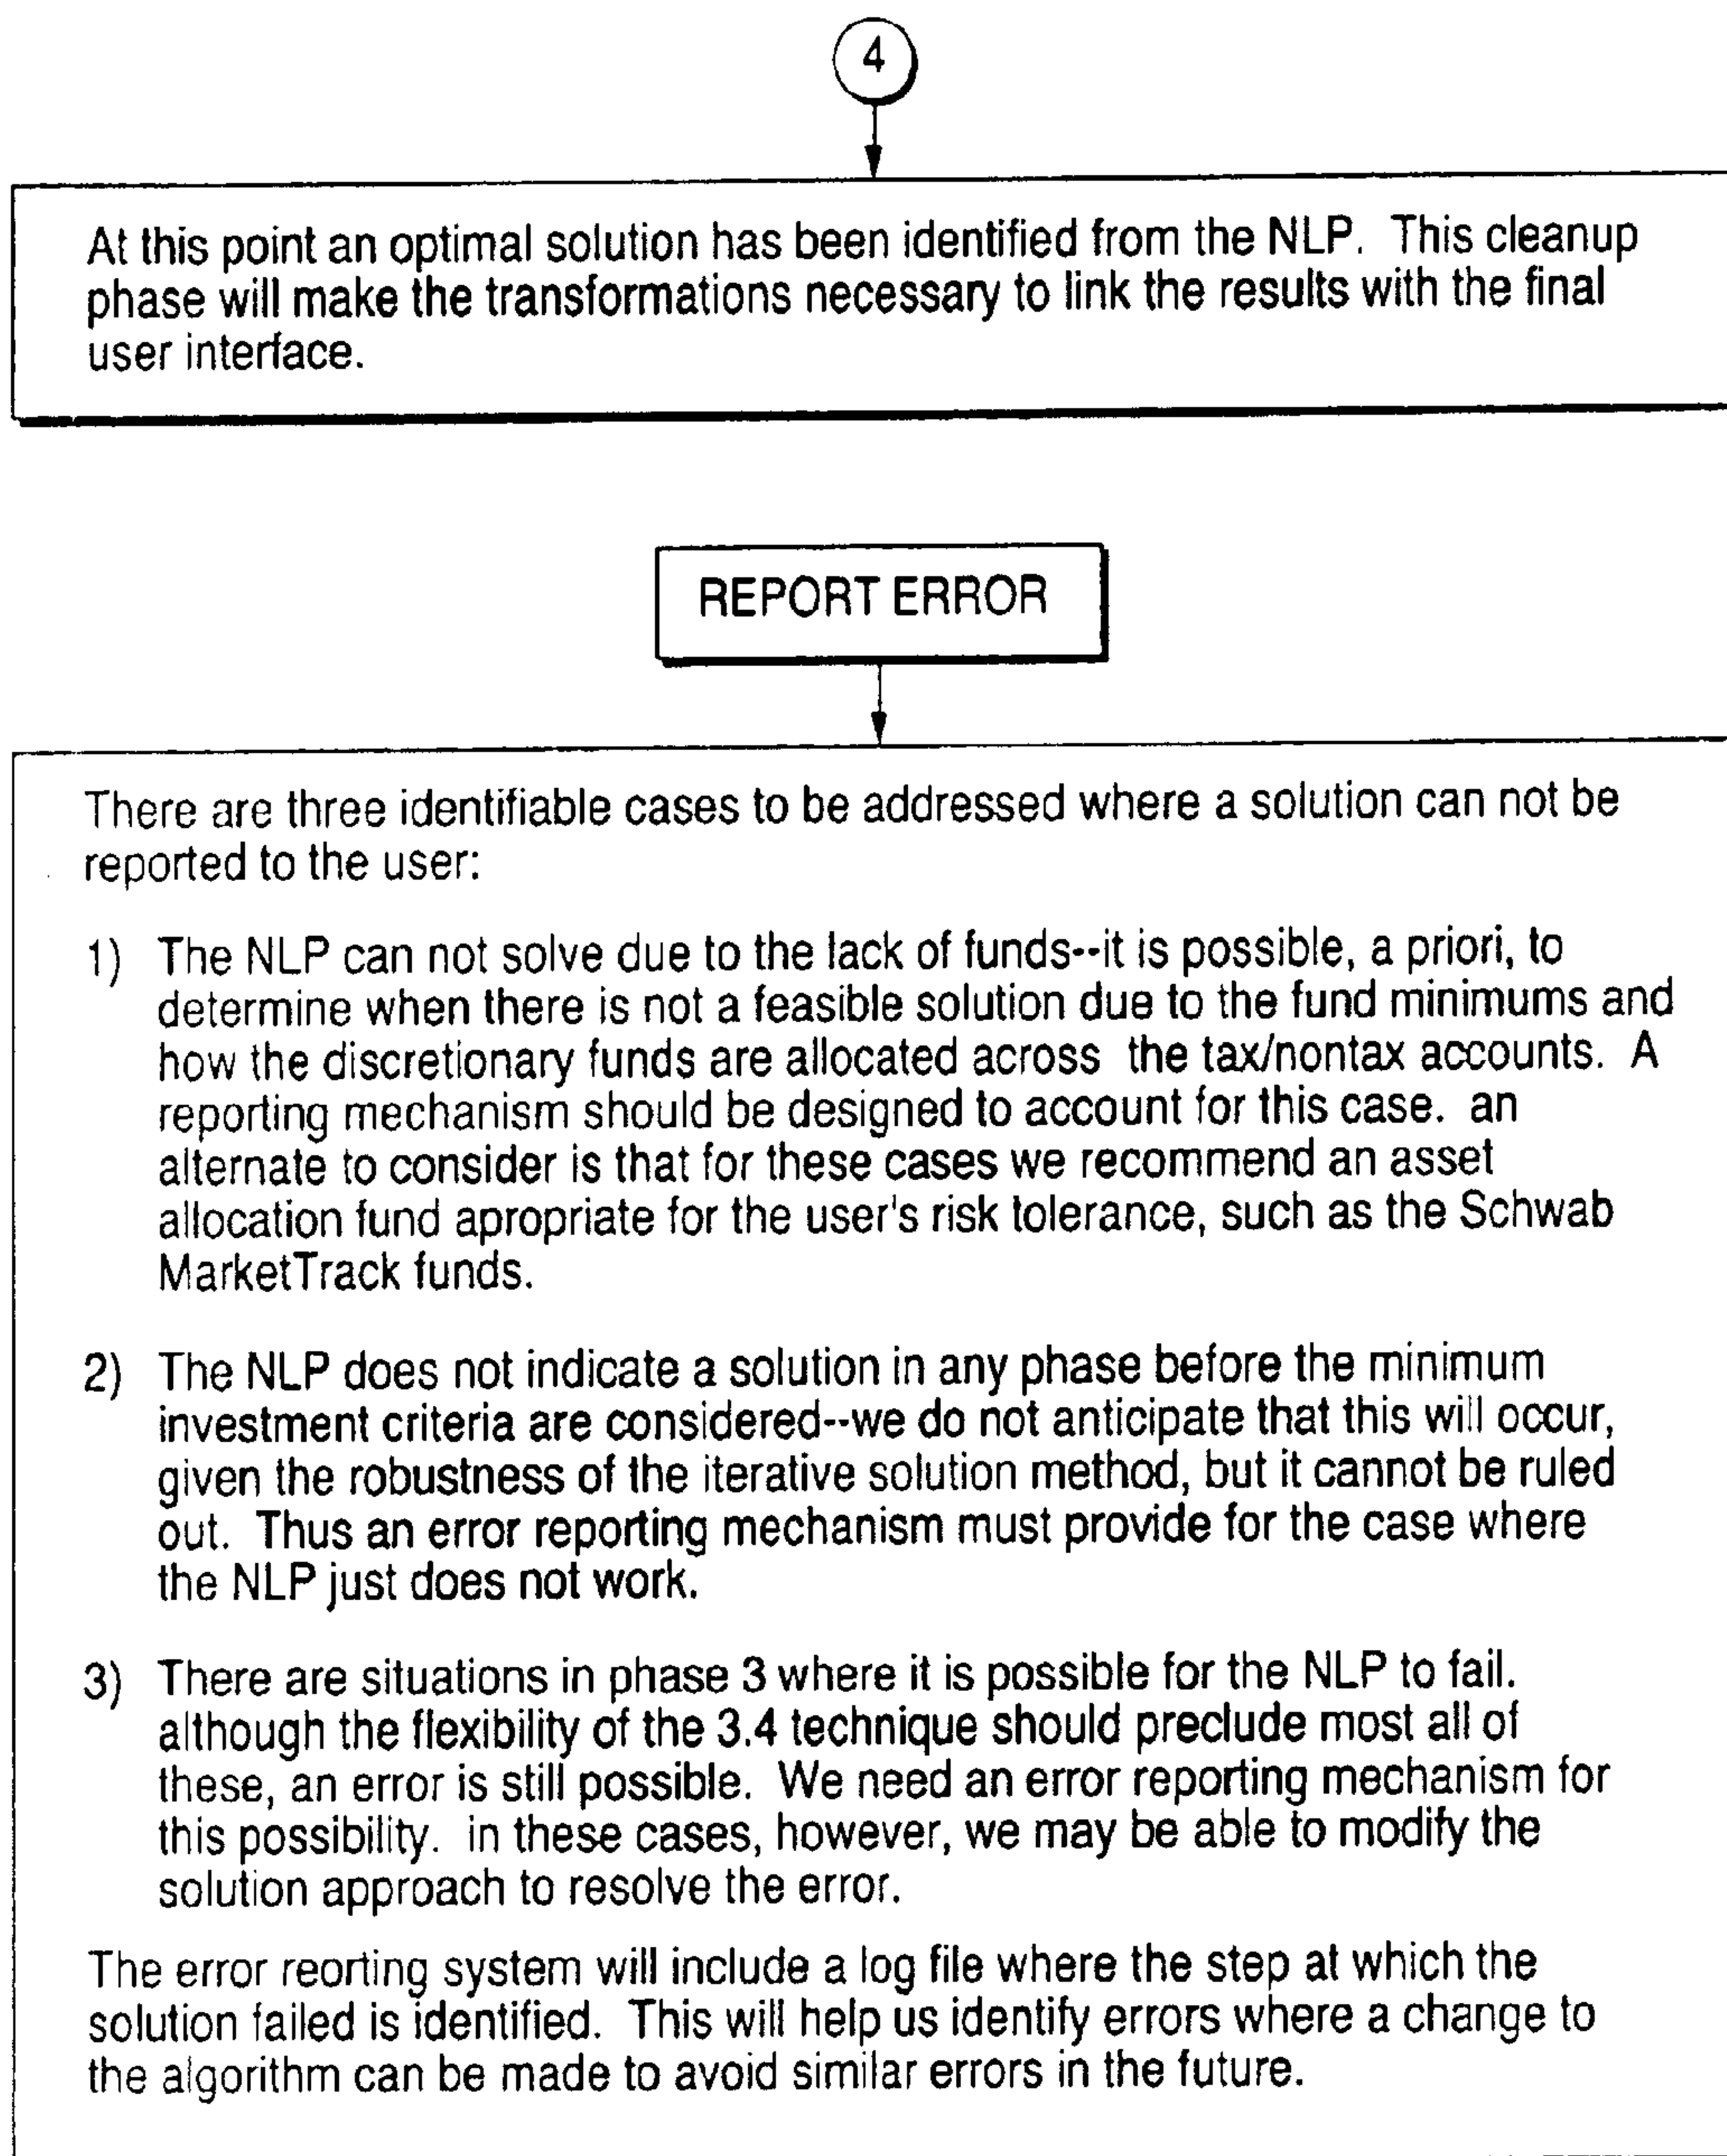 4
At this point an optimal solution has been identified from the NLP. This cleanup
phase will make the transformations necessary to link the results with the final
user interface.
REPORT ERROR
There are three identifiable cases to be addressed where a solution can not be
reported to the user:
1) The NLP can not solve due to the lack of funds--it is possible, a priori, to
determine when there is not a feasible solution due to the fund minimums and
how the discretionary funds are allocated across the tax/nontax accounts. A
reporting mechanism should be designed to account for this case. an
alternate to consider is that for these cases we recommend an asset
allocation fund apropriate for the user's risk tolerance, such as the Schwab
MarketTrack funds.
2) The NLP does not indicate a solution in any phase before the minimum
investment criteria are considered--we do not anticipate that this will occur,
given the robustness of the iterative solution method, but it cannot be ruled
out. Thus an error reporting mechanism must provide for the case where
the NLP just does not work.
3) There are situations in phase 3 where it is possible for the NLP to fail.
although the flexibility of the 3.4 technique should preclude most all of
these, an error is still possible. We need an error reporting mechanism for
this possibility. in these cases, however, we may be able to modify the
solution approach to resolve the error.
The error reorting system will include a log file where the step at which the
solution failed is identified. This will help us identify errors where a change to
the algorithm can be made to avoid similar errors in the future.